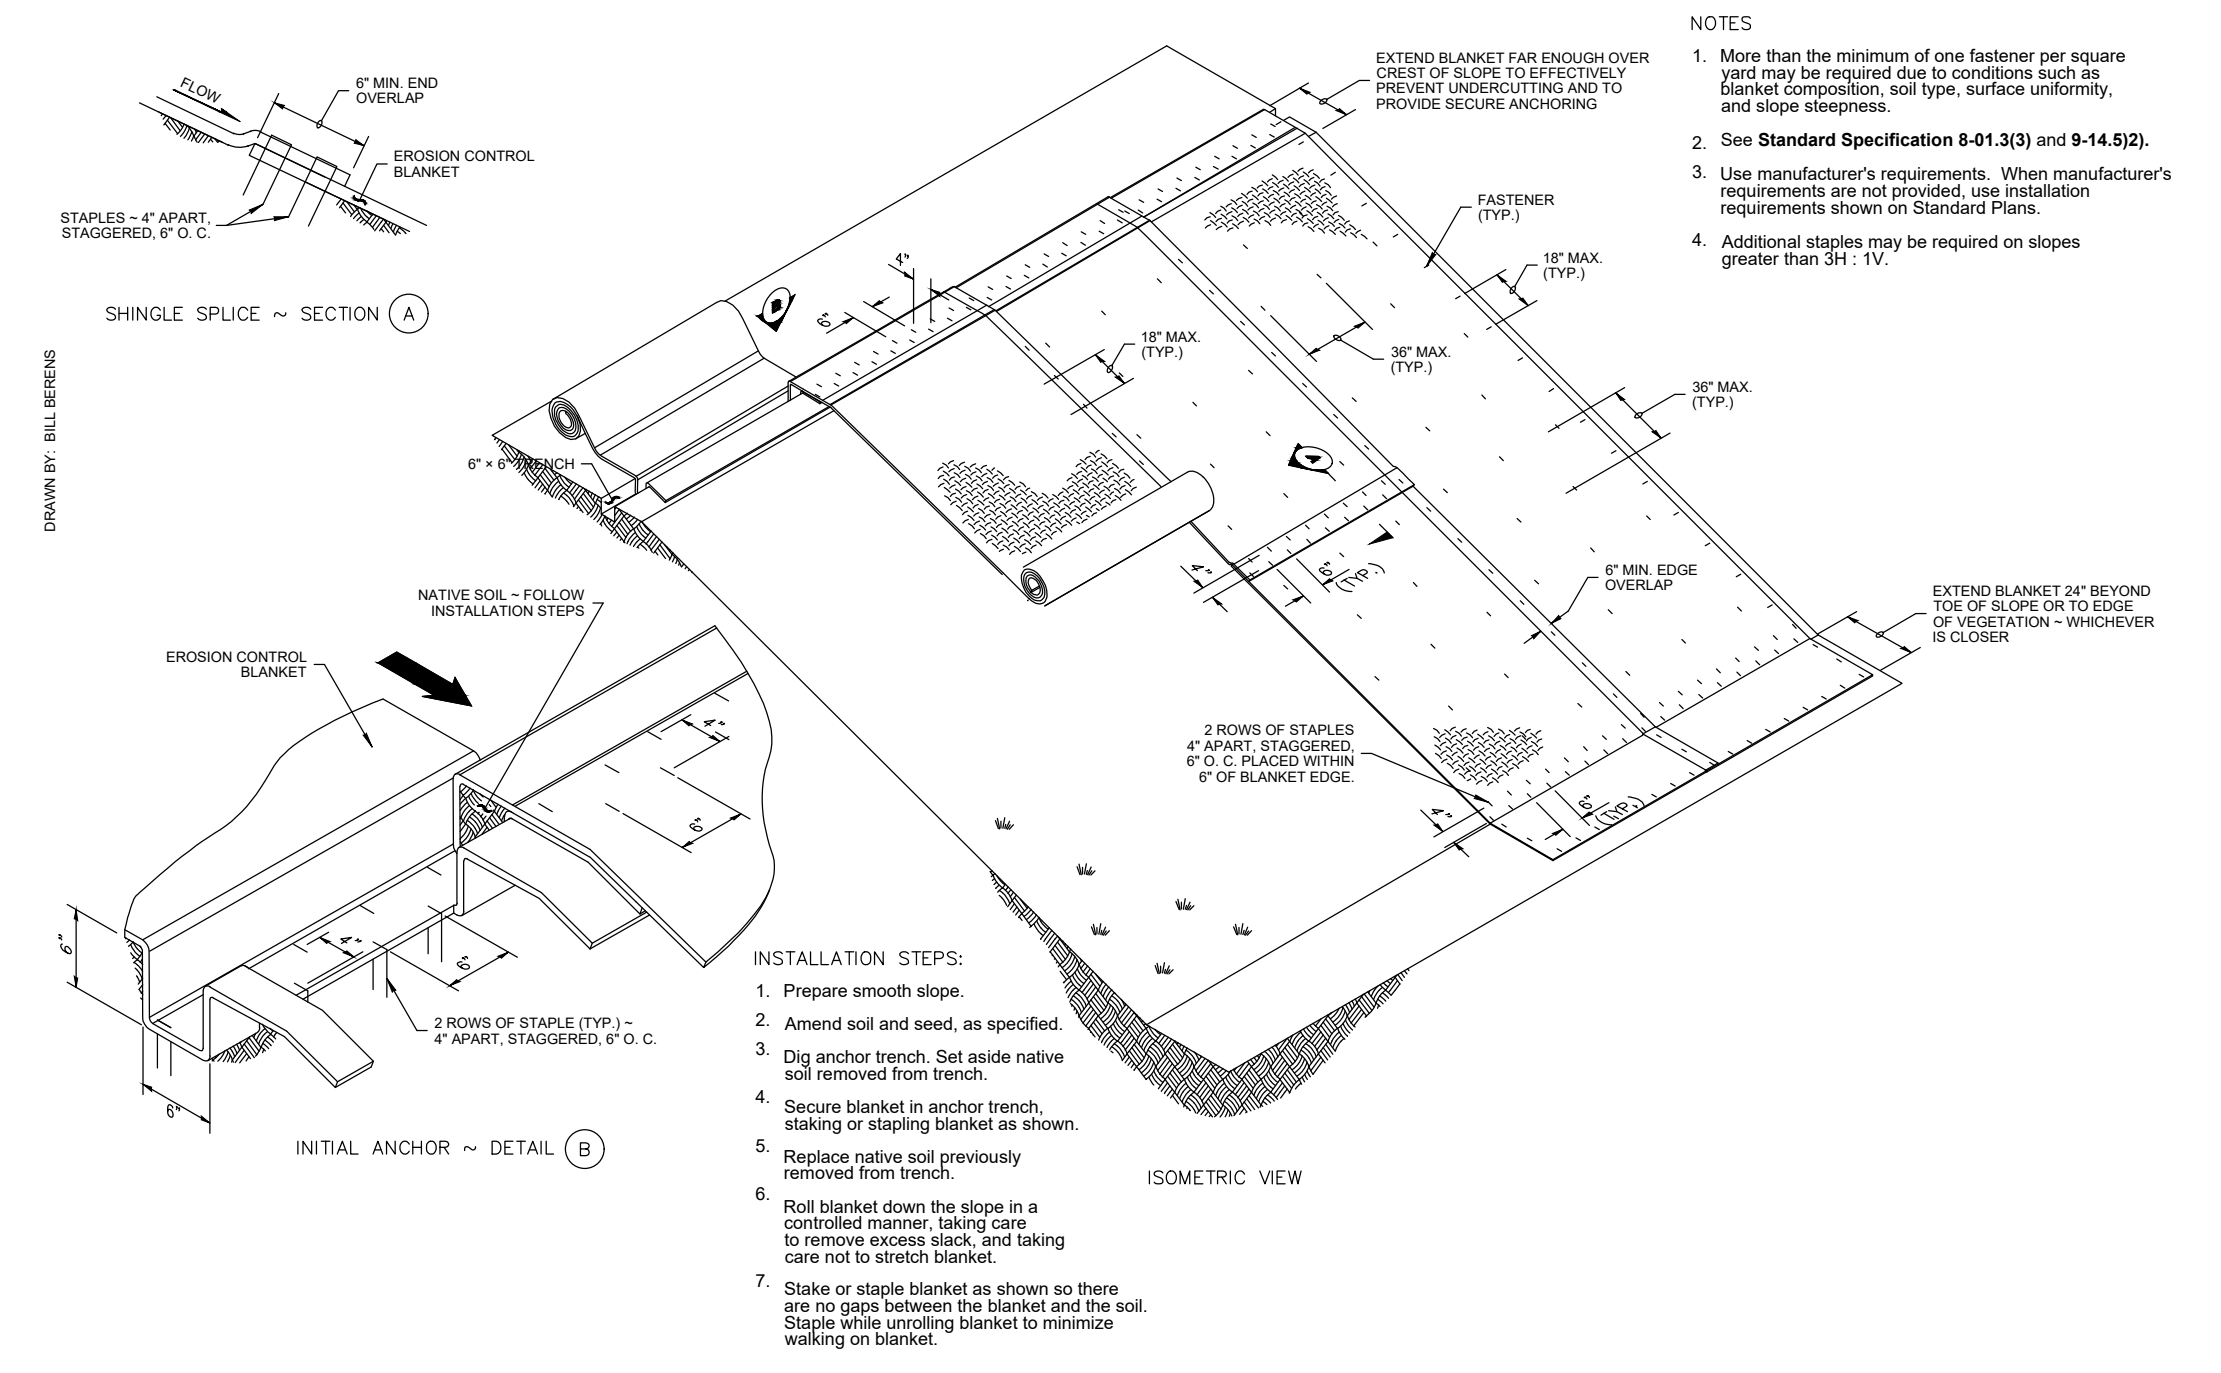 FLOW
6" MIN. END
OVERLAP
EROSION CONTROL
BLANKET
STAPLES ~ 4" APART,
STAGGERED, 6" O. C.
SHINGLE SPLICE ~ SECTION A
DRAWN BY: BILL BERENS
EXTEND BLANKET FAR ENOUGH OVER
CREST OF SLOPE TO EFFECTIVELY
PREVENT UNDERCUTTING AND TO
PROVIDE SECURE ANCHORING
FASTENER
(TYP.)
18" MAX.
(TYP.)
36" MAX.
(TYP.)
18" MAX.
(TYP.)
36" MAX.
(TYP.)
4"
6"
B
A
6" × 6" TRENCH
4"
6"
(TYP.)
6" MIN. EDGE
OVERLAP
EXTEND BLANKET 24" BEYOND
TOE OF SLOPE OR TO EDGE
OF VEGETATION ~ WHICHEVER
IS CLOSER
2 ROWS OF STAPLES
4" APART, STAGGERED,
6" O. C. PLACED WITHIN
6" OF BLANKET EDGE.
4"
6"
(TYP.)
ISOMETRIC VIEW
NOTES
1. More than the minimum of one fastener per square
yard may be required due to conditions such as
blanket composition, soil type, surface uniformity,
and slope steepness.
2. See Standard Specification 8-01.3(3) and 9-14.5)2).
3. Use manufacturer's requirements. When manufacturer's
requirements are not provided, use installation
requirements shown on Standard Plans.
4. Additional staples may be required on slopes
greater than 3H : 1V.
NATIVE SOIL ~ FOLLOW
INSTALLATION STEPS
EROSION CONTROL
BLANKET
4"
6"
6"
4"
6"
2 ROWS OF STAPLE (TYP.) ~
4" APART, STAGGERED, 6" O. C.
6"
INITIAL ANCHOR ~ DETAIL B
INSTALLATION STEPS:
1. Prepare smooth slope.
2. Amend soil and seed, as specified.
3. Dig anchor trench. Set aside native
soil removed from trench.
4. Secure blanket in anchor trench,
staking or stapling blanket as shown.
5. Replace native soil previously
removed from trench.
6. Roll blanket down the slope in a
controlled manner, taking care
to remove excess slack, and taking
care not to stretch blanket.
7. Stake or staple blanket as shown so there
are no gaps between the blanket and the soil.
Staple while unrolling blanket to minimize
walking on blanket.